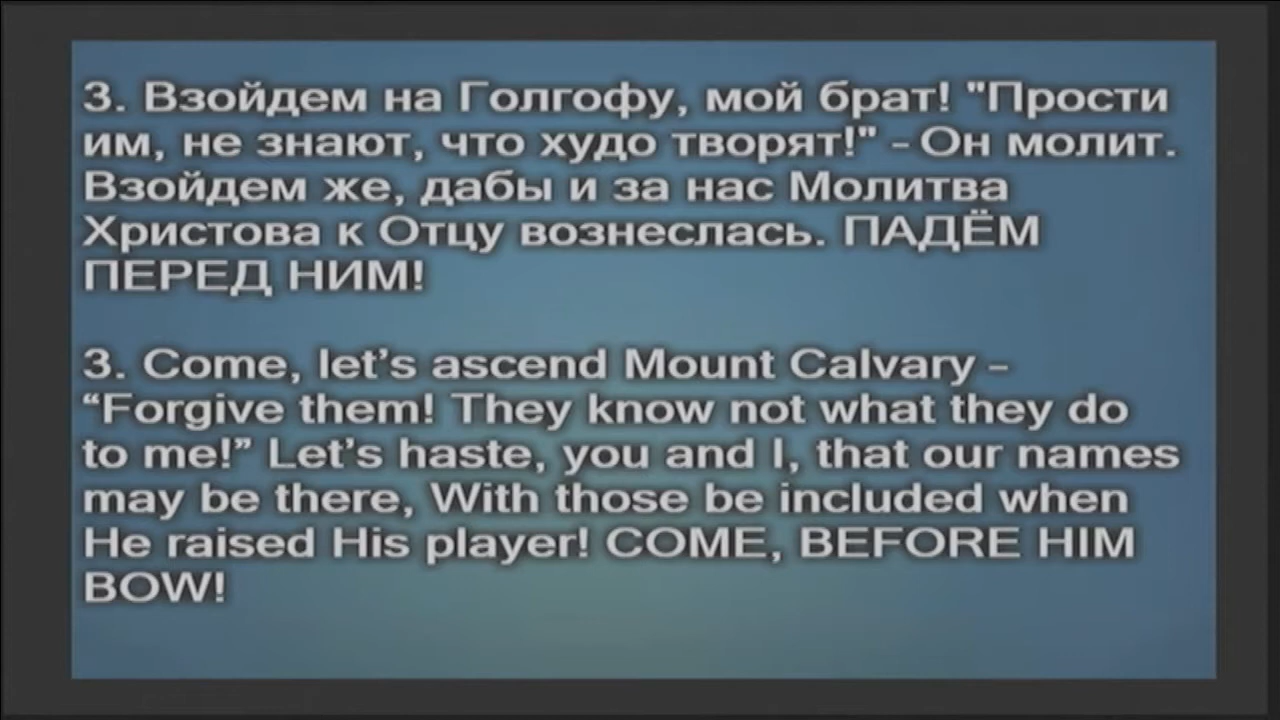 3. Взойдем на Голгофу, мой брат! "Прости
им, не знают, что худо творят!" – Он молит.
Взойдем же, дабы и за нас Молитва
Христова к Отцу вознеслась. ПАДЁМ
ПЕРЕД НИМ!
3. Come, let’s ascend Mount Calvary –
“Forgive them! They know not what they do
to me!” Let’s haste, you and I, that our names
may be there, With those be included when
He raised His player! COME, BEFORE HIM
BOW!